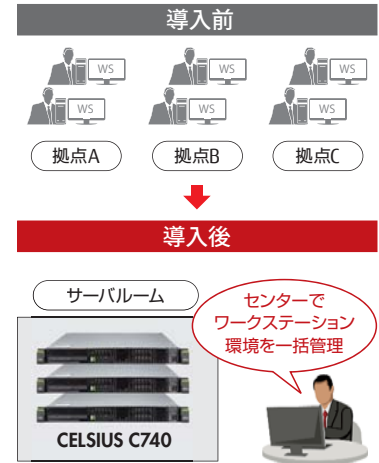 導入前
WS
WS
WS
WS
WS
WS
拠点A
拠点B
拠点C
導入後
サーバルーム
センターで
ワークステーション
環境を一括管理
CELSIUS C740